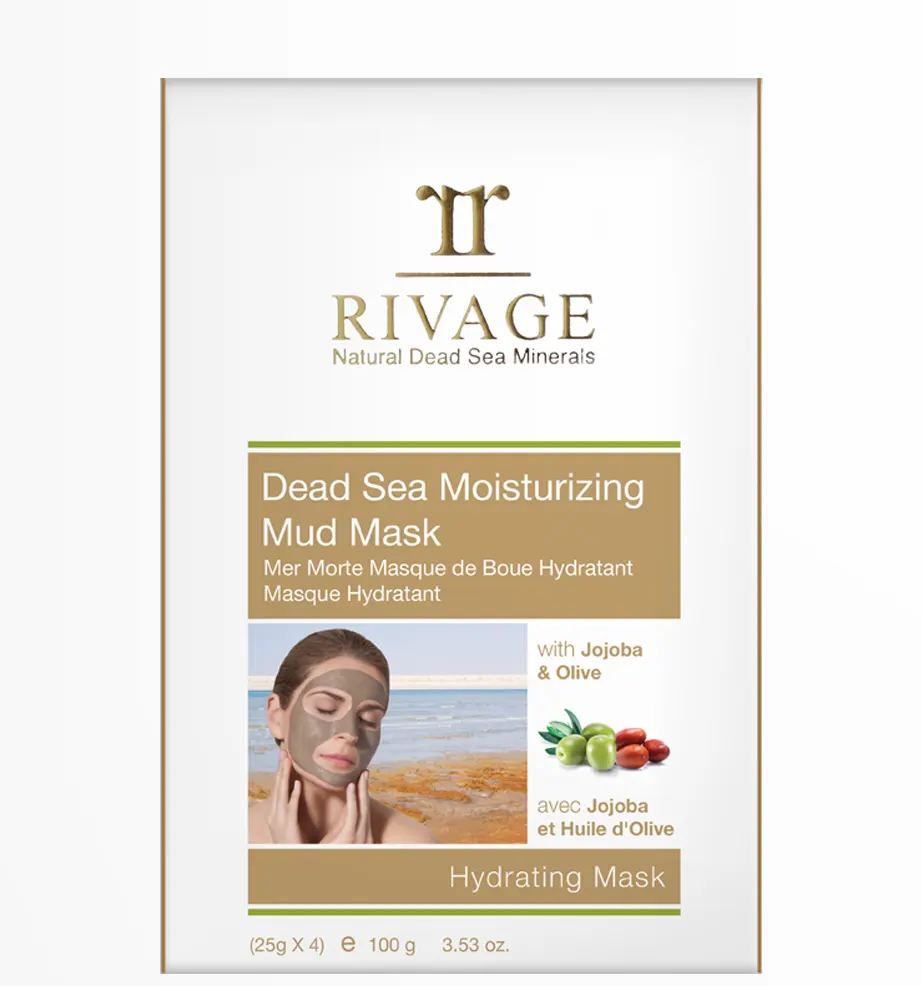 RIVAGE
Natural Dead Sea Minerals
Dead Sea Moisturizing
Mud Mask
Mer Morte Masque de Boue Hydratant
Masque Hydratant
with Jojoba
& Olive
avec Jojoba
et Huile d'Olive
Hydrating Mask
(25g X 4) ℮ 100 g 3.53 oz.